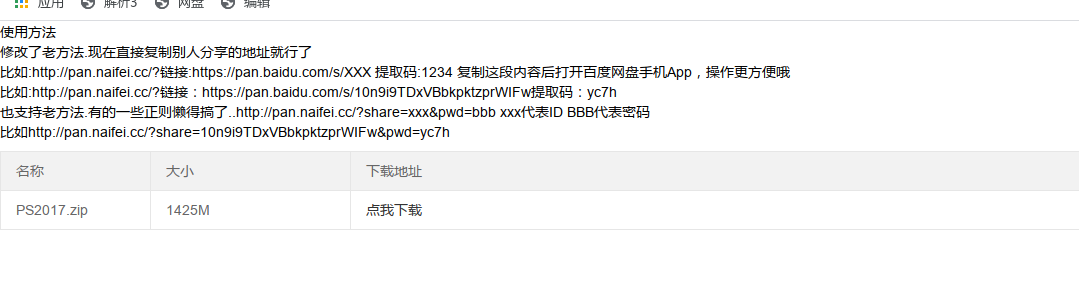 应用 解析3 网盘 编辑
使用方法
修改了老方法.现在直接复制别人分享的地址就行了
比如:http://pan.naifei.cc/?链接:https://pan.baidu.com/s/XXX 提取码:1234 复制这段内容后打开百度网盘手机App，操作更方便哦
比如:http://pan.naifei.cc/?链接：https://pan.baidu.com/s/10n9i9TDxVBbkpktzprWIFw提取码：yc7h
也支持老方法.有的一些正则懒得搞了..http://pan.naifei.cc/?share=xxx&pwd=bbb xxx代表ID BBB代表密码
比如http://pan.naifei.cc/?share=10n9i9TDxVBbkpktzprWIFw&pwd=yc7h
名称 大小 下载地址
PS2017.zip 1425M 点我下载